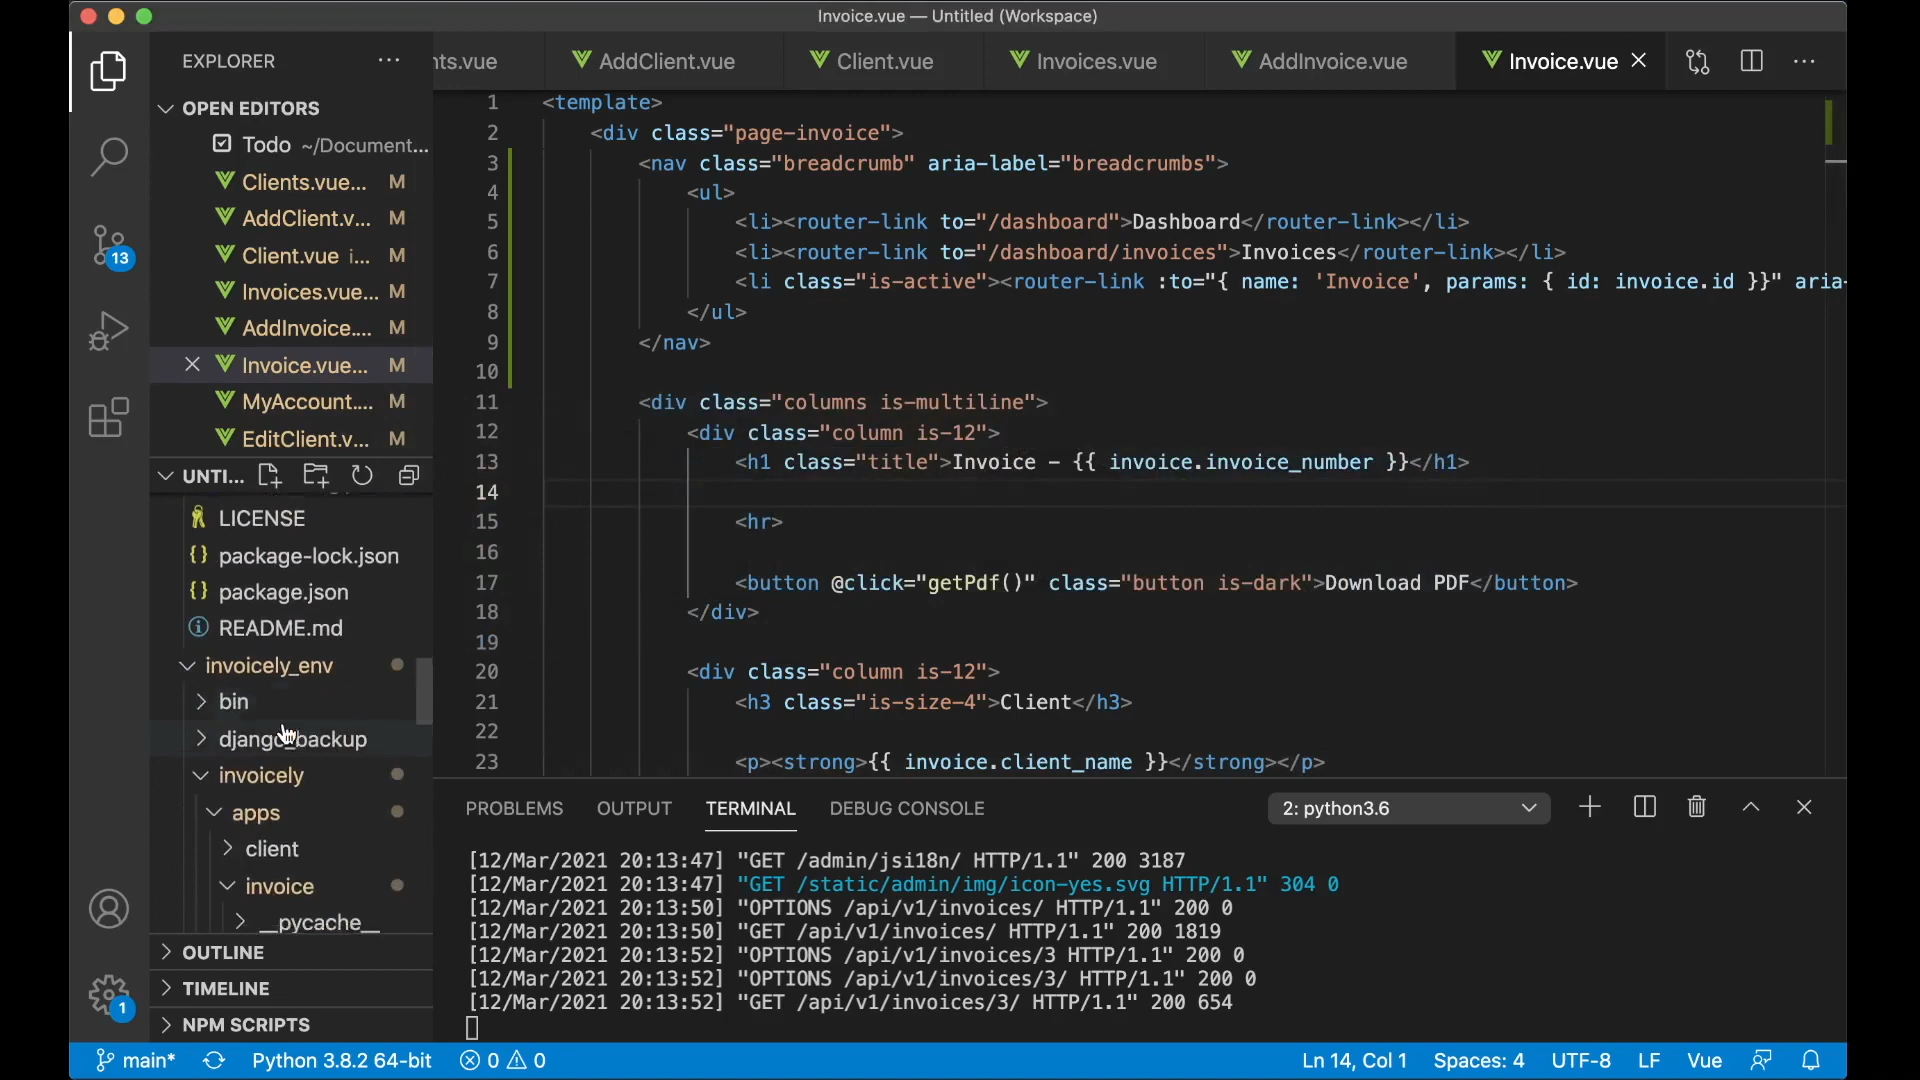 Invoice.vue — Untitled (Workspace)
EXPLORER
nts.vue
AddClient.vue
Client.vue
Invoices.vue
AddInvoice.vue
Invoice.vue
OPEN EDITORS
Todo ~/Document...
Clients.vue... M
AddClient.v... M
Client.vue i... M
Invoices.vue... M
AddInvoice.... M
Invoice.vue... M
MyAccount.... M
EditClient.v... M
13
UNTI...
LICENSE
package-lock.json
package.json
README.md
invoicely_env
bin
django_backup
invoicely
apps
client
invoice
__pycache__
OUTLINE
TIMELINE
NPM SCRIPTS
1
1 <template>
2 <div class="page-invoice">
3 <nav class="breadcrumb" aria-label="breadcrumbs">
4 <ul>
5 <li><router-link to="/dashboard">Dashboard</router-link></li>
6 <li><router-link to="/dashboard/invoices">Invoices</router-link></li>
7 <li class="is-active"><router-link :to="{ name: 'Invoice', params: { id: invoice.id }}" aria-
8 </ul>
9 </nav>
10
11 <div class="columns is-multiline">
12 <div class="column is-12">
13 <h1 class="title">Invoice - {{ invoice.invoice_number }}</h1>
14
15 <hr>
16
17 <button @click="getPdf()" class="button is-dark">Download PDF</button>
18 </div>
19
20 <div class="column is-12">
21 <h3 class="is-size-4">Client</h3>
22
23 <p><strong>{{ invoice.client_name }}</strong></p>
PROBLEMS OUTPUT TERMINAL DEBUG CONSOLE
2: python3.6
[12/Mar/2021 20:13:47] "GET /admin/jsi18n/ HTTP/1.1" 200 3187
[12/Mar/2021 20:13:47] "GET /static/admin/img/icon-yes.svg HTTP/1.1" 304 0
[12/Mar/2021 20:13:50] "OPTIONS /api/v1/invoices/ HTTP/1.1" 200 0
[12/Mar/2021 20:13:50] "GET /api/v1/invoices/ HTTP/1.1" 200 1819
[12/Mar/2021 20:13:52] "OPTIONS /api/v1/invoices/3 HTTP/1.1" 200 0
[12/Mar/2021 20:13:52] "OPTIONS /api/v1/invoices/3/ HTTP/1.1" 200 0
[12/Mar/2021 20:13:52] "GET /api/v1/invoices/3/ HTTP/1.1" 200 654
main* Python 3.8.2 64-bit 0 0 Ln 14, Col 1 Spaces: 4 UTF-8 LF Vue